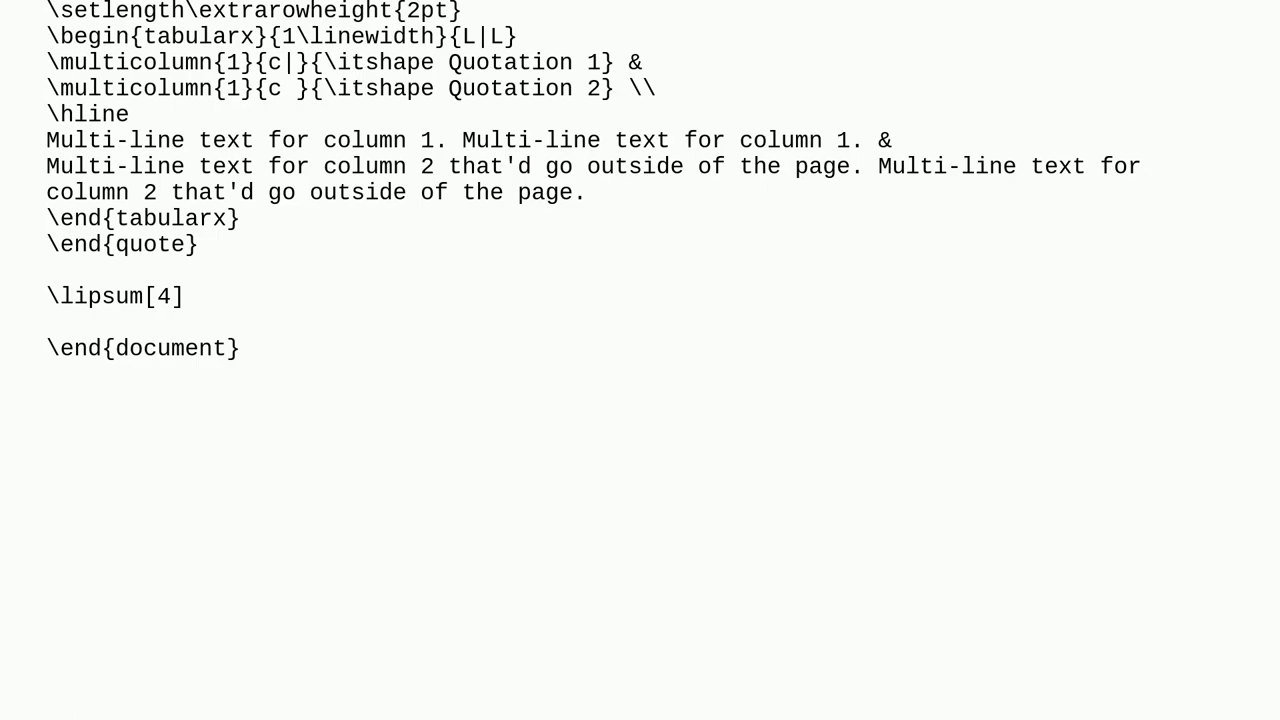 \setlength\extrarowheight{2pt}
\begin{tabularx}{1\linewidth}{L|L}
\multicolumn{1}{c|}{\itshape Quotation 1} &
\multicolumn{1}{c }{\itshape Quotation 2} \\
\hline
Multi-line text for column 1. Multi-line text for column 1. &
Multi-line text for column 2 that'd go outside of the page. Multi-line text for
column 2 that'd go outside of the page.
\end{tabularx}
\end{quote}
\lipsum[4]
\end{document}